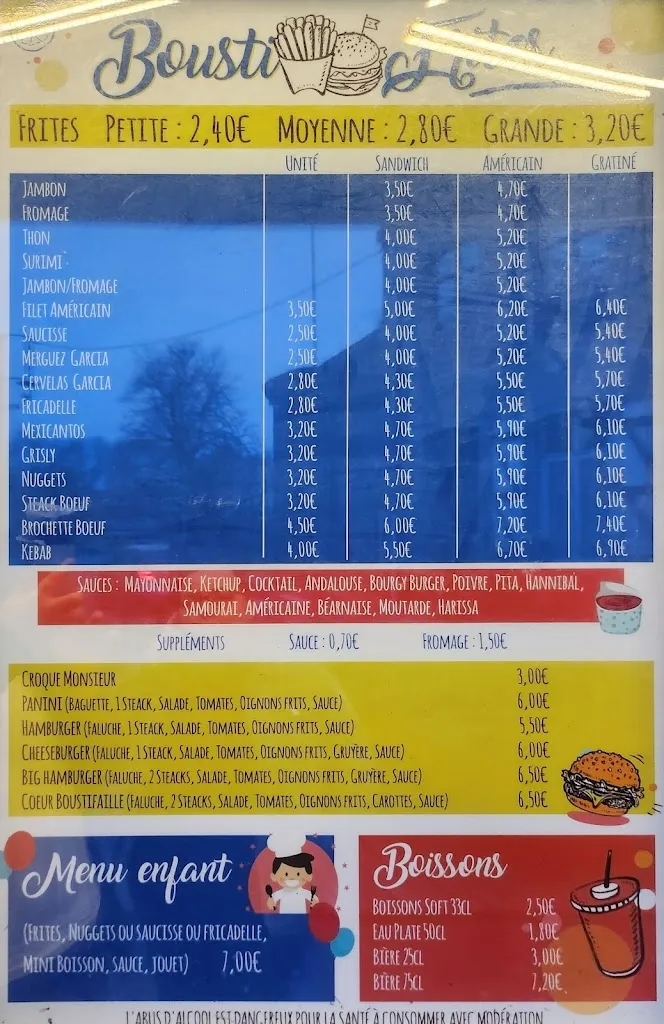 Bousti Frites
FRITES PETITE : 2,40€ MOYENNE : 2,80€ GRANDE : 3,20€
UNITÉ SANDWICH AMÉRICAIN GRATINÉ
JAMBON 3,50€ 4,70€
FROMAGE 3,50€ 4,70€
THON 4,00€ 5,20€
SURIMI 4,00€ 5,20€
JAMBON/FROMAGE 4,00€ 5,20€
FILET AMÉRICAIN 3,50€ 5,00€ 6,20€ 6,40€
SAUCISSE 2,50€ 4,00€ 5,20€ 5,40€
MERGUEZ GARCIA 2,50€ 4,00€ 5,20€ 5,40€
CERVELAS GARCIA 2,80€ 4,30€ 5,50€ 5,70€
FRICADELLE 2,80€ 4,30€ 5,50€ 5,70€
MEXICANTOS 3,20€ 4,70€ 5,90€ 6,10€
GRISLY 3,20€ 4,70€ 5,90€ 6,10€
NUGGETS 3,20€ 4,70€ 5,90€ 6,10€
STEACK BOEUF 3,20€ 4,70€ 5,90€ 6,10€
BROCHETTE BOEUF 4,50€ 6,00€ 7,20€ 7,40€
KEBAB 4,00€ 5,50€ 6,70€ 6,90€
SAUCES : MAYONNAISE, KETCHUP, COCKTAIL, ANDALOUSE, BOURGY BURGER, POIVRE, PITA, HANNIBAL,
SAMOURAI, AMÉRICAINE, BÉARNAISE, MOUTARDE, HARISSA
SUPPLÉMENTS SAUCE : 0,70€ FROMAGE : 1,50€
CROQUE MONSIEUR 3,00€
PANINI (BAGUETTE, 1 STEACK, SALADE, TOMATES, OIGNONS FRITS, SAUCE) 6,00€
HAMBURGER (FALUCHE, 1 STEACK, SALADE, TOMATES, OIGNONS FRITS, SAUCE) 5,50€
CHEESEBURGER (FALUCHE, 1 STEACK, SALADE, TOMATES, OIGNONS FRITS, GRUYÈRE, SAUCE) 6,00€
BIG HAMBURGER (FALUCHE, 2 STEACKS, SALADE, TOMATES, OIGNONS FRITS, GRUYÈRE, SAUCE) 6,50€
COEUR BOUSTIFAILLE (FALUCHE, 2 STEACKS, SALADE, TOMATES, OIGNONS FRITS, CAROTTES, SAUCE) 6,50€
Menu enfant
(FRITES, NUGGETS OU SAUCISSE OU FRICADELLE,
MINI BOISSON, SAUCE, JOUET) 7,00€
Boissons
BOISSONS SOFT 33CL 2,50€
EAU PLATE 50CL 1,80€
BIÈRE 25CL 3,00€
BIÈRE 75CL 7,20€
L'ABUS D'ALCOOL EST DANGEREUX POUR LA SANTÉ À CONSOMMER AVEC MODÉRATION